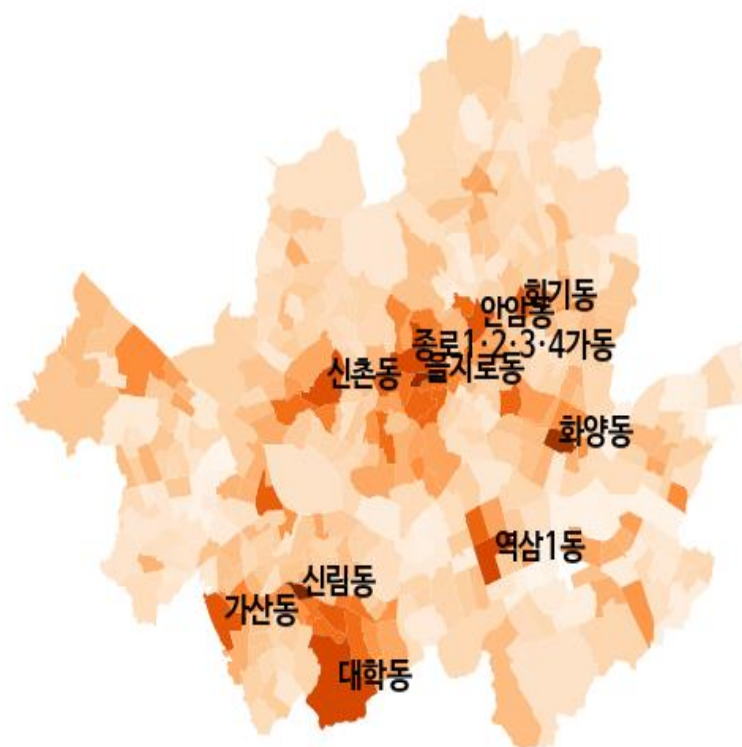 회기동
안암동
종로1·2·3·4가동
을지로동
신촌동
화양동
역삼1동
신림동
가산동
대학동